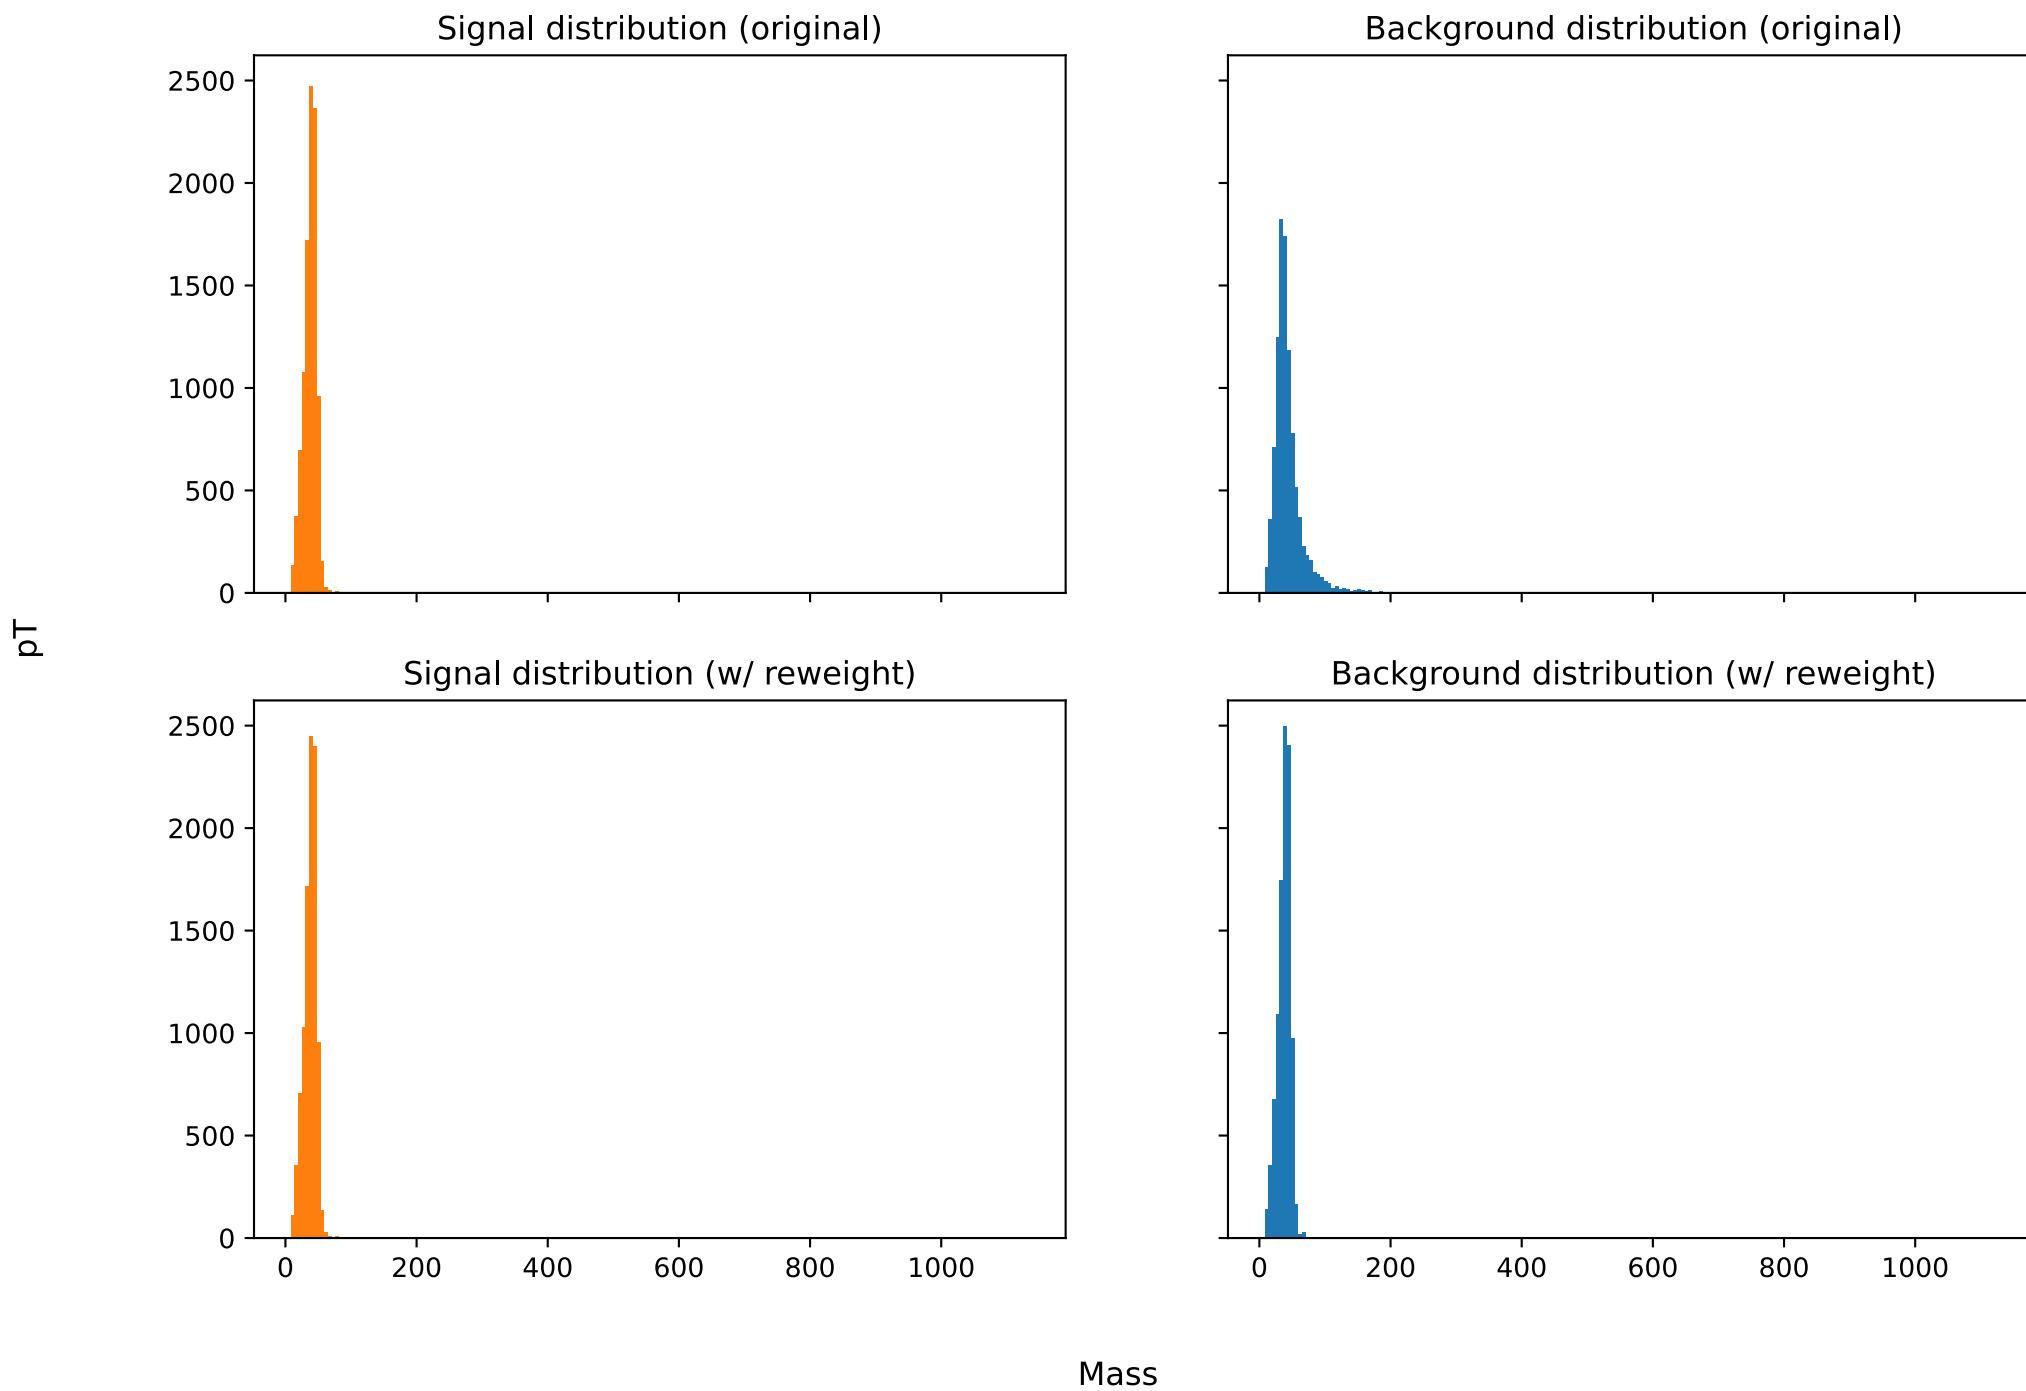 Signal distribution (original)
Background distribution (original)
2500
2000
1500
1000
500
0
pT
Signal distribution (w/ reweight)
Background distribution (w/ reweight)
2500
2000
1500
1000
500
0
0 200 400 600 800 1000
0 200 400 600 800 1000
Mass